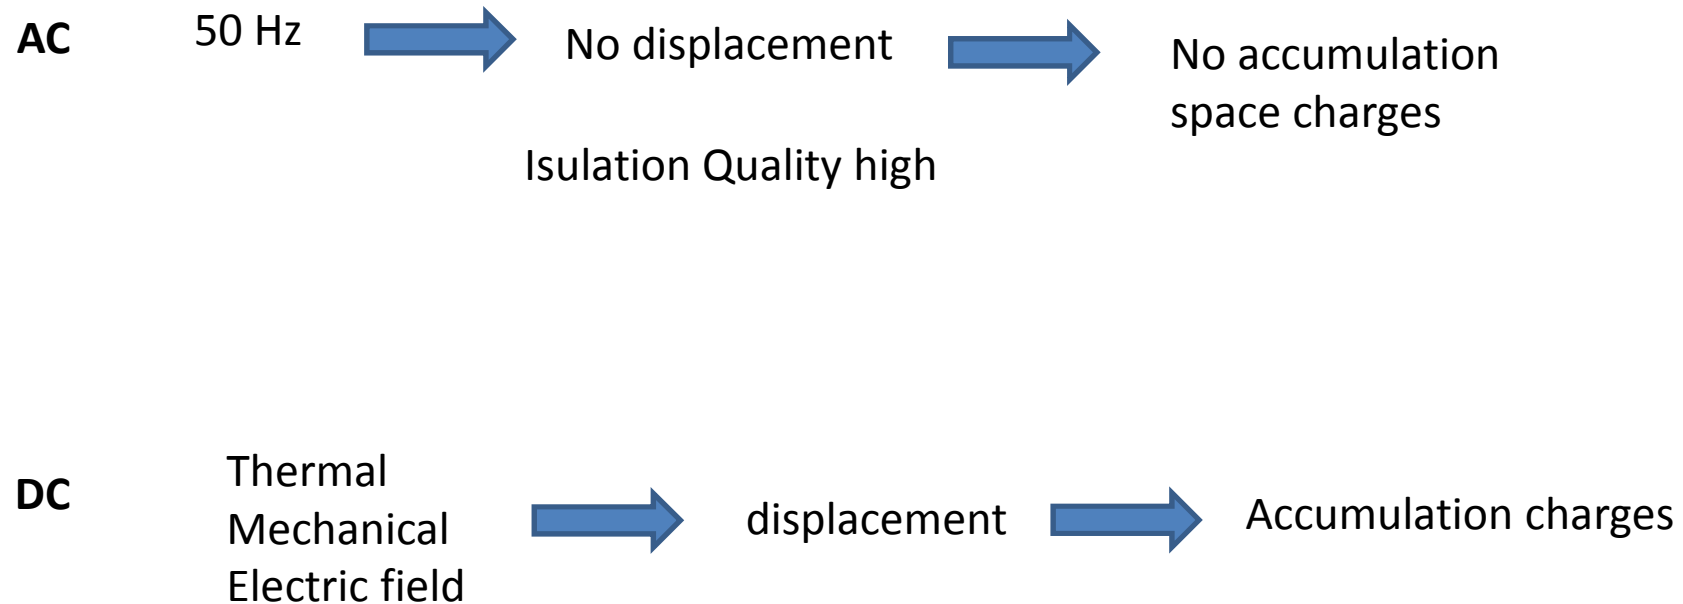 AC
50 Hz
No displacement
No accumulation
space charges
Isulation Quality high
DC
Thermal
Mechanical
Electric field
displacement
Accumulation charges